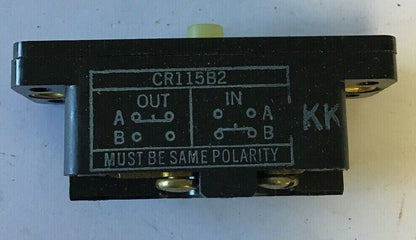 CR115B2
OUT IN
A A
B B
KK
MUST BE SAME POLARITY